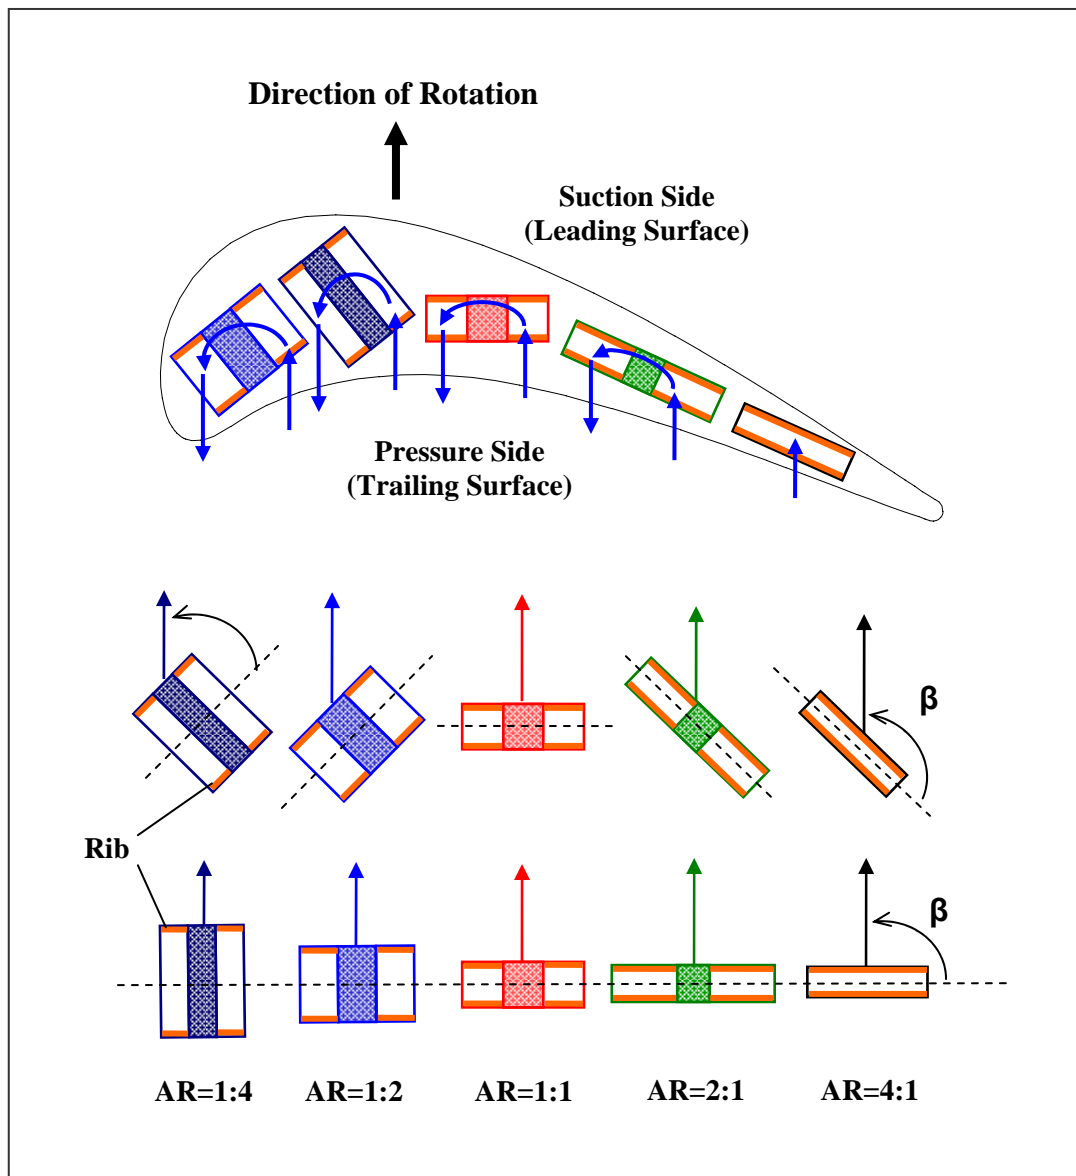 Direction of Rotation
Suction Side
(Leading Surface)
Pressure Side
(Trailing Surface)
β
Rib
β
AR=1:4
AR=1:2
AR=1:1
AR=2:1
AR=4:1